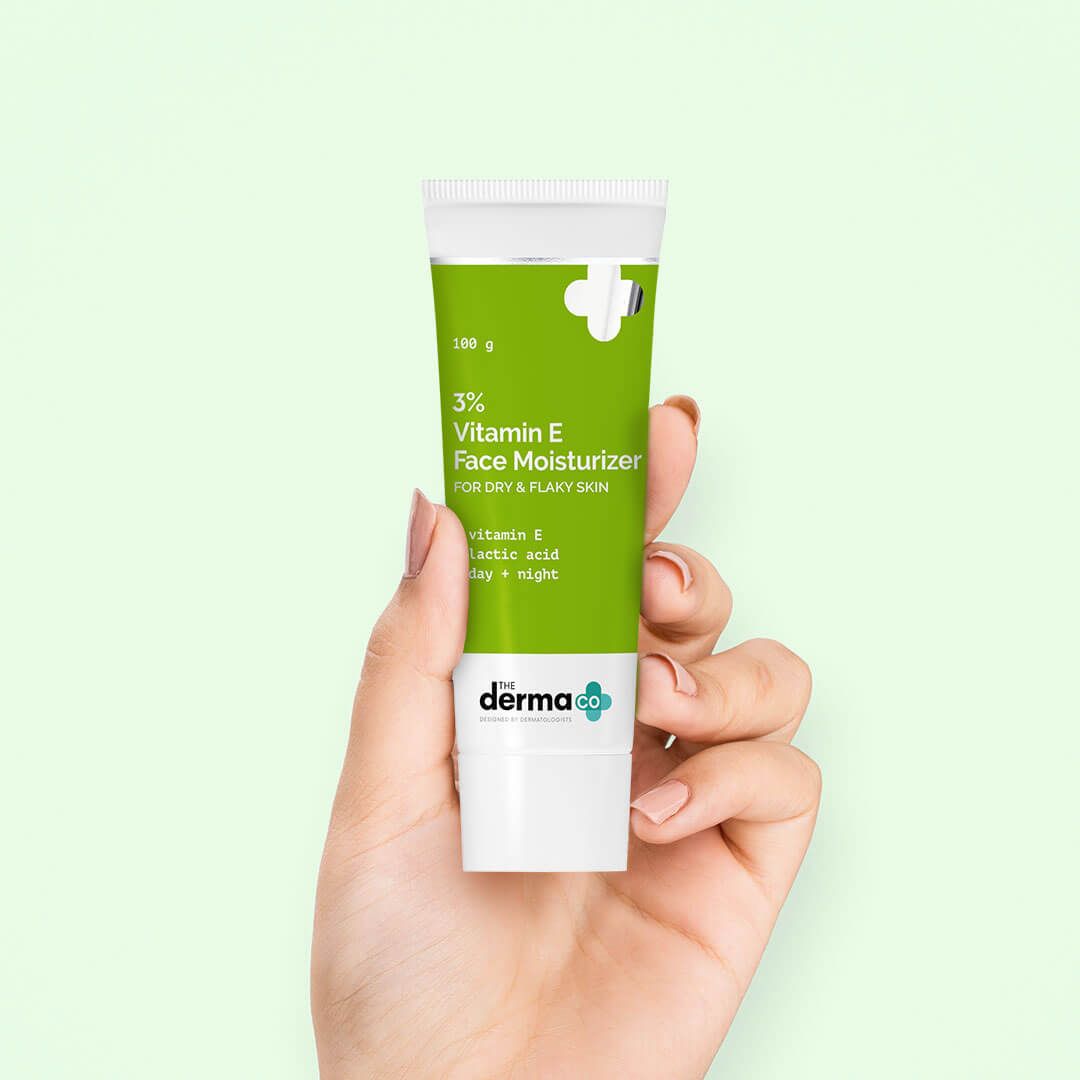 100 g
3%
Vitamin E
Face Moisturizer
FOR DRY & FLAKY SKIN
vitamin E
lactic acid
day + night
THE
derma co
DESIGNED BY DERMATOLOGISTS